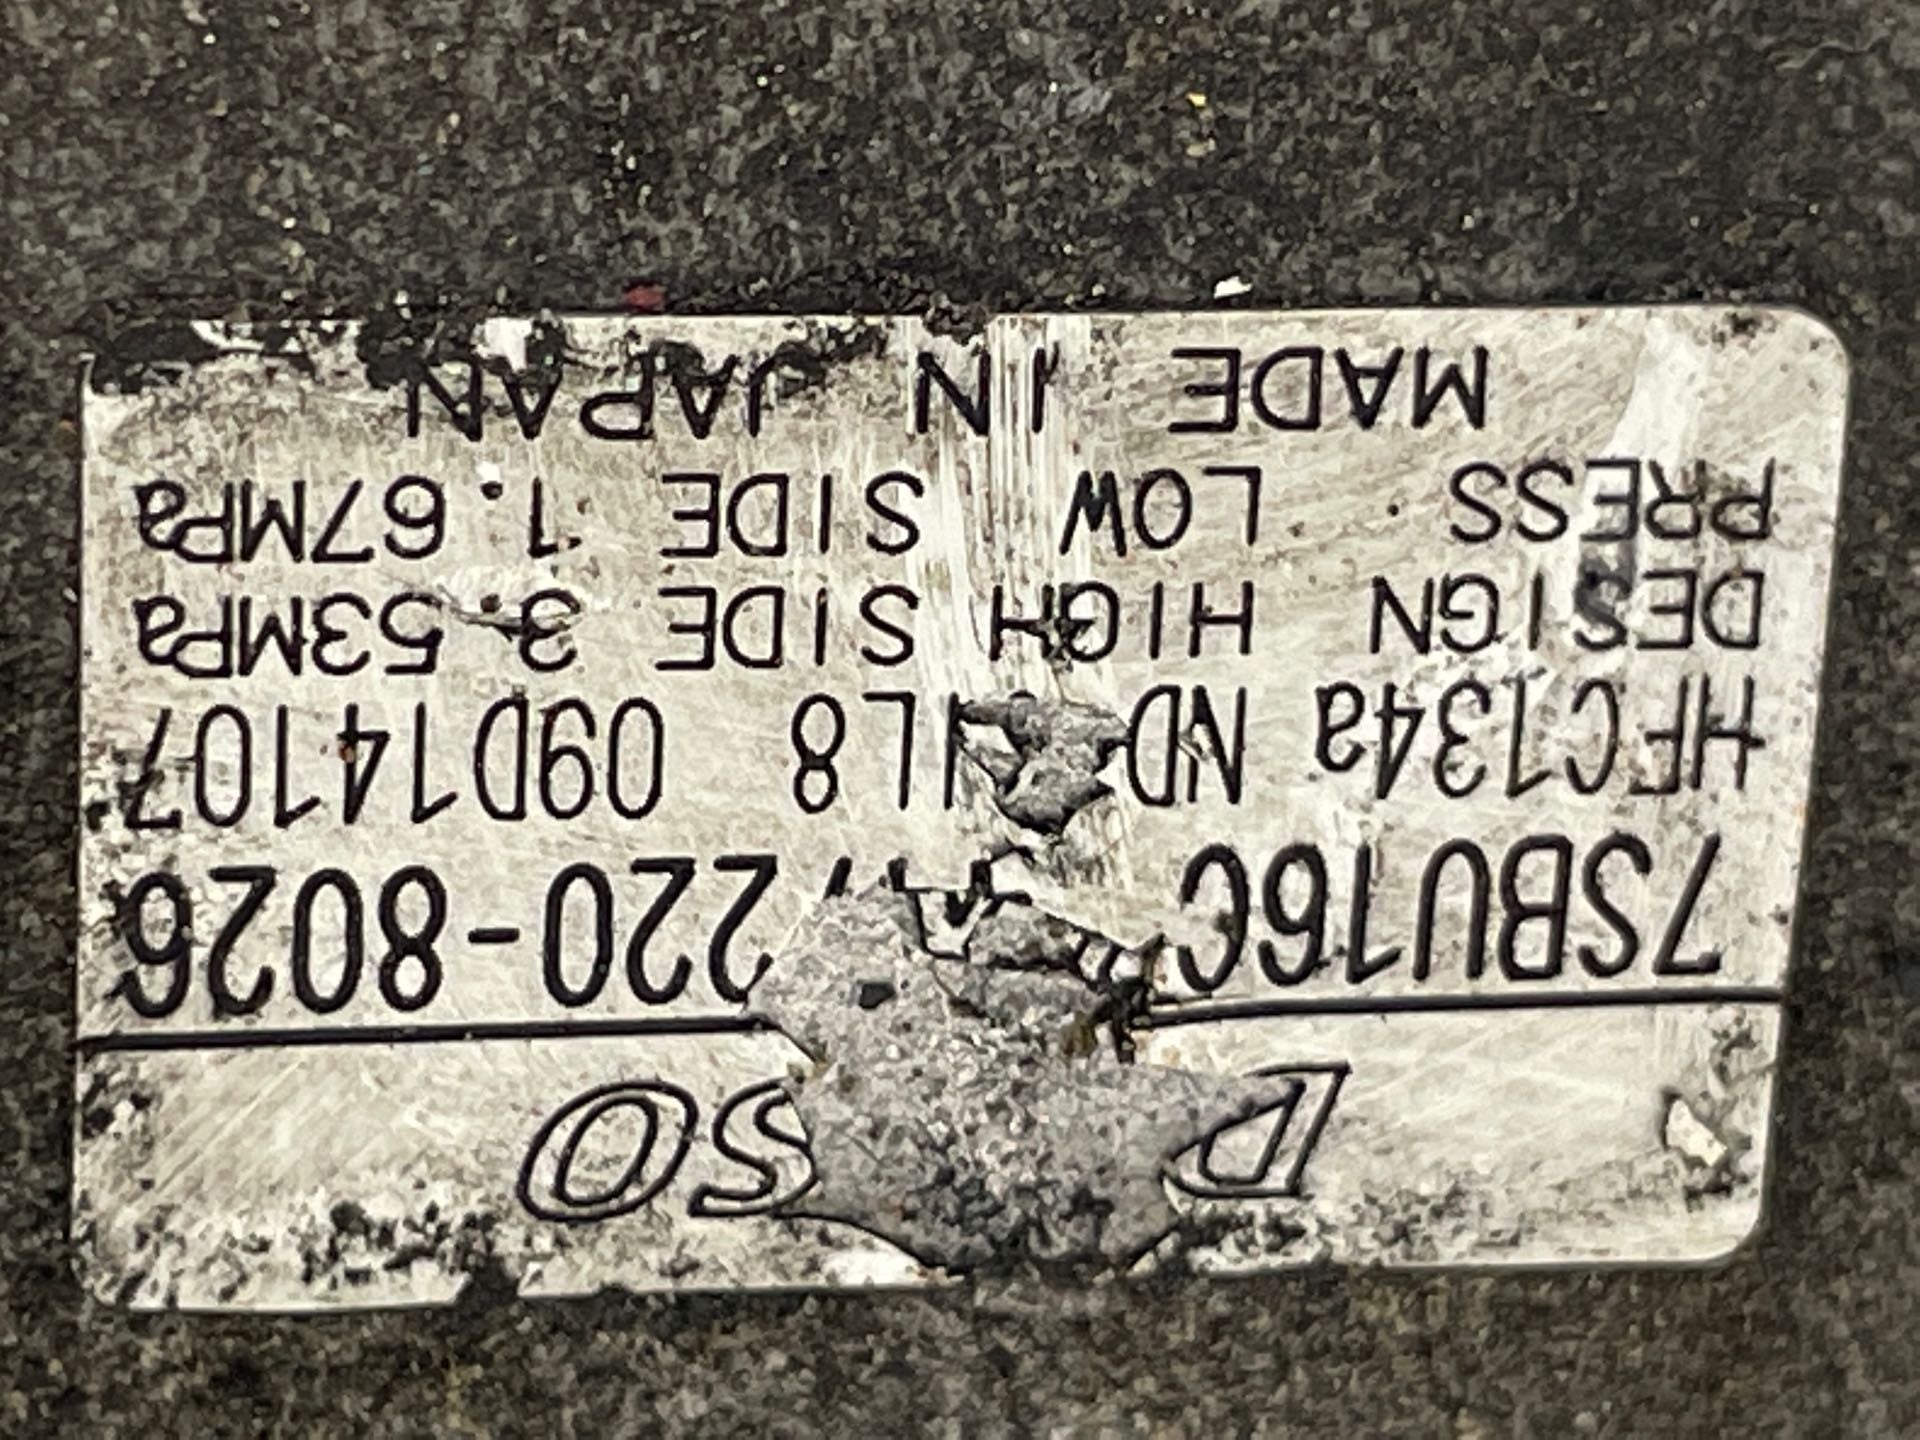 D SO
7SBU16C 220-8026
HFC134a ND L8 09D14107
DESIGN HIGH SIDE 3.53MPa
PRESS. LOW SIDE 1.67MPa
MADE IN JAPAN